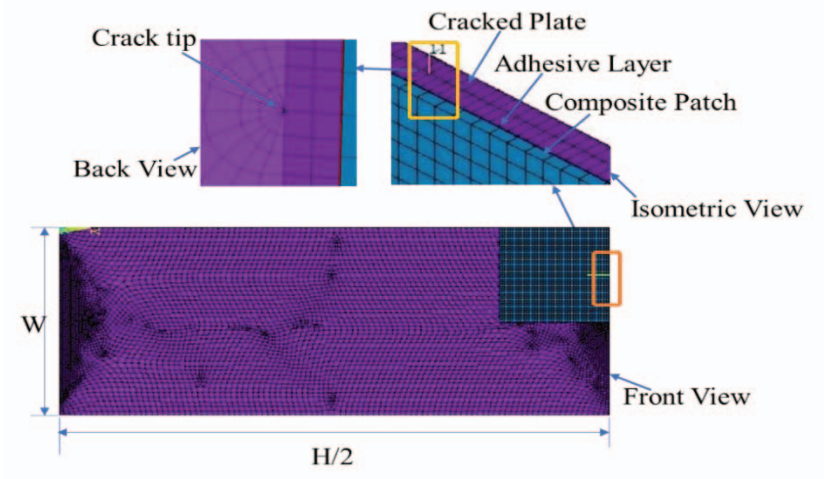 Cracked Plate
Crack tip
Adhesive Layer
Composite Patch
Back View
Isometric View
W
Front View
H/2